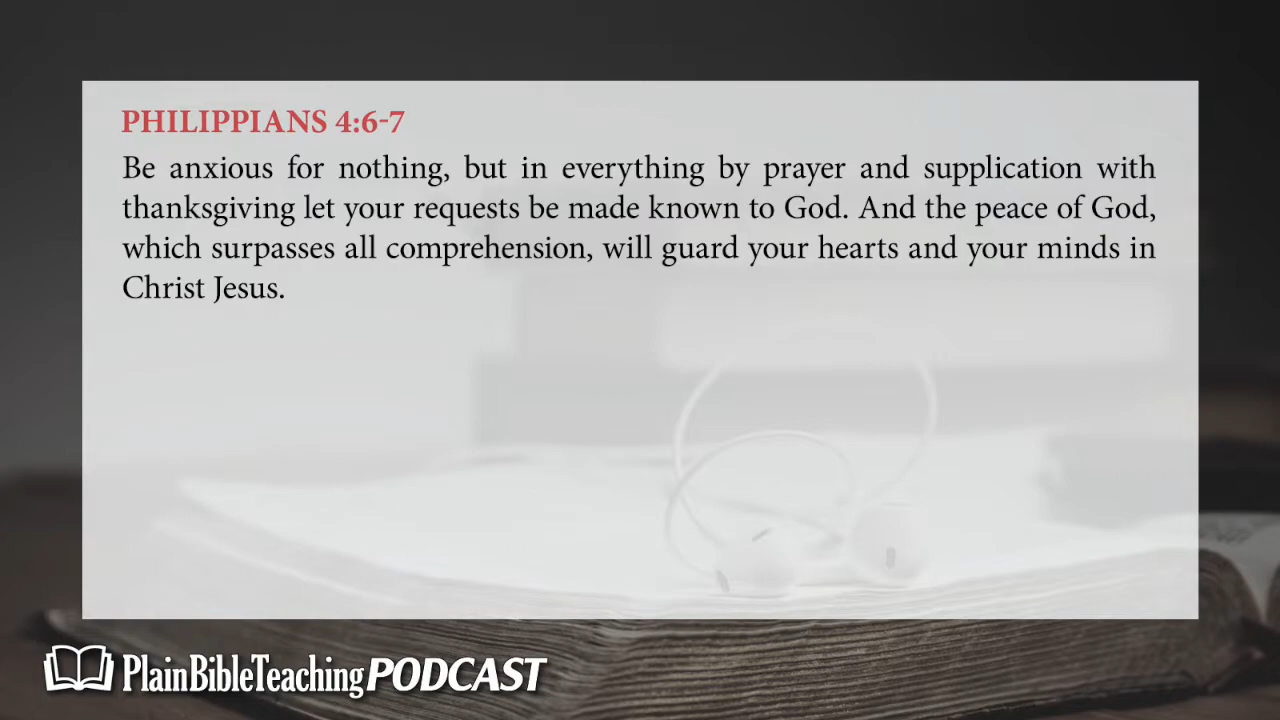 PHILIPPIANS 4:6-7
Be anxious for nothing, but in everything by prayer and supplication with
thanksgiving let your requests be made known to God. And the peace of God,
which surpasses all comprehension, will guard your hearts and your minds in
Christ Jesus.
PlainBibleTeaching PODCAST